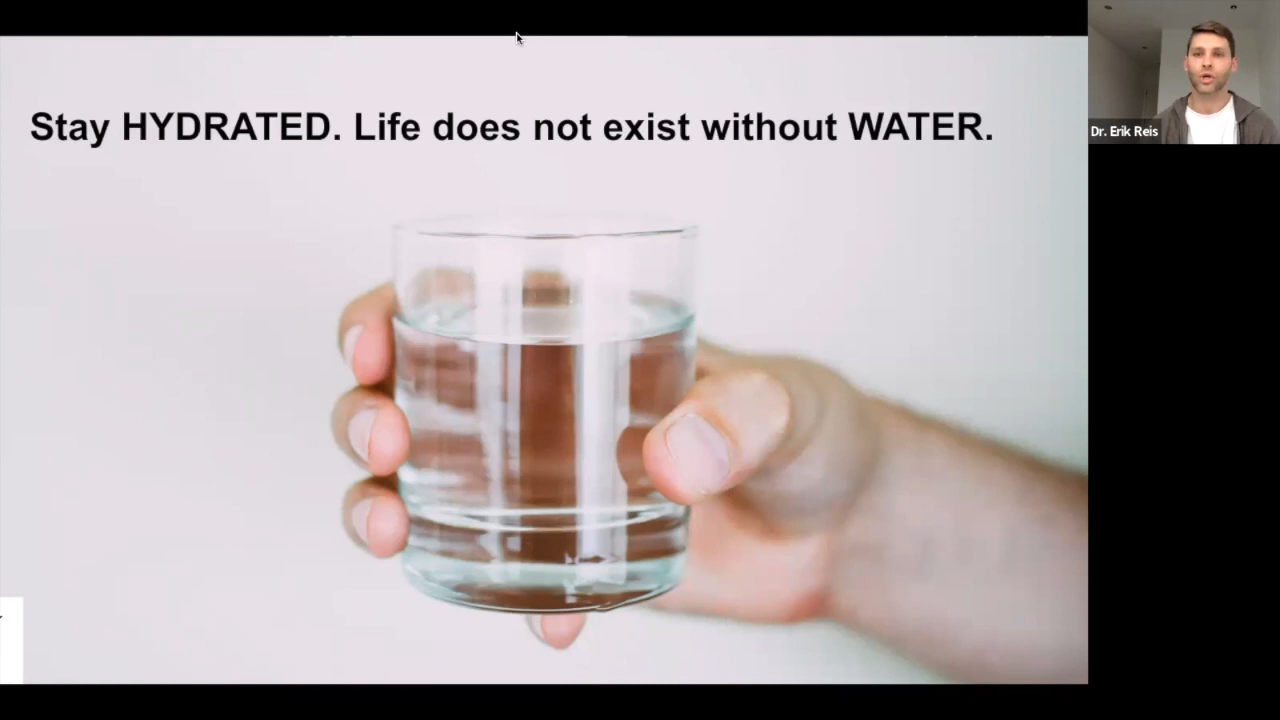 Stay HYDRATED. Life does not exist without WATER.
Dr. Erik Reis